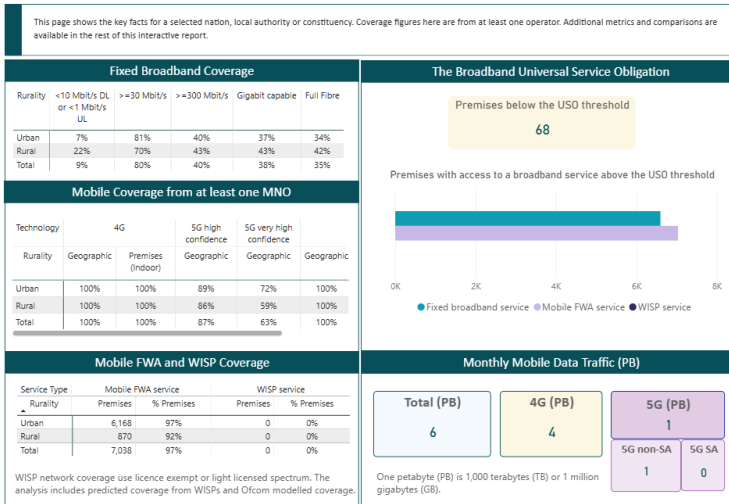 This page shows the key facts for a selected nation, local authority or constituency. Coverage figures here are from at least one operator. Additional metrics and comparisons are
available in the rest of this interactive report.
Fixed Broadband Coverage
Rurality <10 Mbit/s DL >=30 Mbit/s >=300 Mbit/s Gigabit capable Full Fibre
or <1 Mbit/s
UL
Urban 7% 81% 40% 37% 34%
Rural 22% 70% 43% 43% 42%
Total 9% 80% 40% 38% 35%
Mobile Coverage from at least one MNO
Technology 4G 5G high 5G very high
confidence confidence
Rurality Geographic Premises Geographic Geographic Geographic
(Indoor)
Urban 100% 100% 89% 72% 100%
Rural 100% 100% 86% 59% 100%
Total 100% 100% 87% 63% 100%
Mobile FWA and WISP Coverage
Service Type Mobile FWA service WISP service
Rurality Premises % Premises Premises % Premises
Urban 6,168 97% 0 0%
Rural 870 92% 0 0%
Total 7,038 97% 0 0%
WISP network coverage use licence exempt or light licensed spectrum. The
analysis includes predicted coverage from WISPs and Ofcom modelled coverage.
The Broadband Universal Service Obligation
Premises below the USO threshold
68
Premises with access to a broadband service above the USO threshold
0K 2K 4K 6K 8K
Fixed broadband service Mobile FWA service WISP service
Monthly Mobile Data Traffic (PB)
Total (PB) 4G (PB) 5G (PB)
6 4 1
5G non-SA 5G SA
1 0
One petabyte (PB) is 1,000 terabytes (TB) or 1 million
gigabytes (GB).